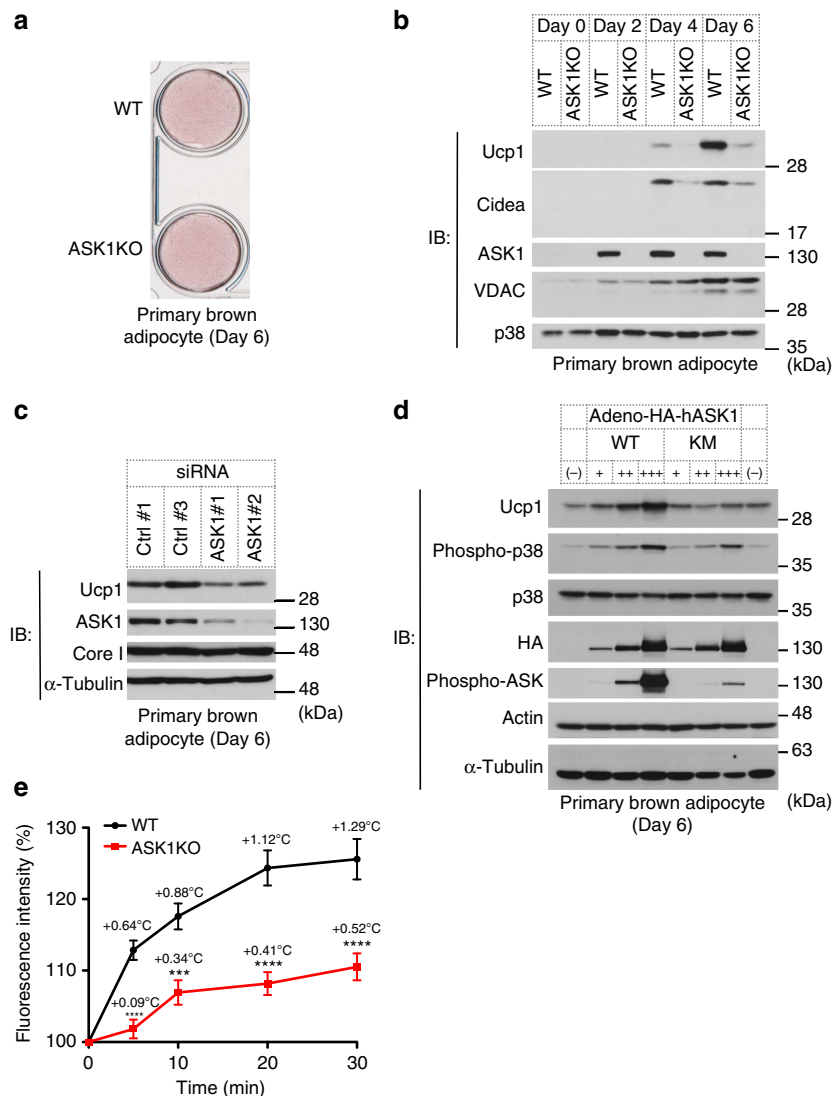 a
WT
ASK1KO
Primary brown
adipocyte (Day 6)
b
Day 0 Day 2 Day 4 Day 6
WT ASK1KO WT ASK1KO WT ASK1KO WT ASK1KO
IB:
Ucp1
28
Cidea
17
ASK1
130
VDAC
28
p38
35
Primary brown adipocyte (kDa)
c
siRNA
Ctrl #1 Ctrl #3 ASK1#1 ASK1#2
IB:
Ucp1
28
ASK1
130
Core I
48
α-Tubulin
48
Primary brown
adipocyte (Day 6)
(kDa)
d
Adeno-HA-hASK1
WT KM
(–) + ++ +++ + ++ +++ (–)
IB:
Ucp1
28
Phospho-p38
35
p38
35
HA
130
Phospho-ASK
130
Actin
48
63
α-Tubulin
Primary brown adipocyte
(Day 6)
(kDa)
e
WT
ASK1KO
Fluorescence intensity (%)
130
120
110
100
+0.64°C
+0.88°C
+1.12°C
+1.29°C
+0.09°C
****
+0.34°C
***
+0.41°C
****
+0.52°C
****
0 10 20 30
Time (min)